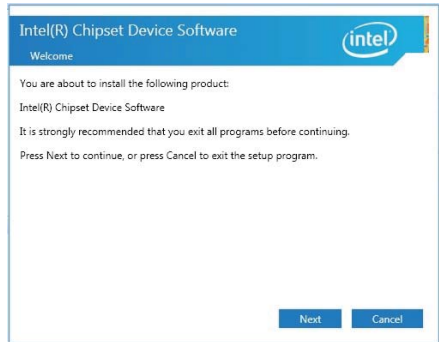 Intel(R) Chipset Device Software
intel
Welcome
You are about to install the following product:
Intel(R) Chipset Device Software
It is strongly recommended that you exit all programs before continuing.
Press Next to continue, or press Cancel to exit the setup program.
Next Cancel